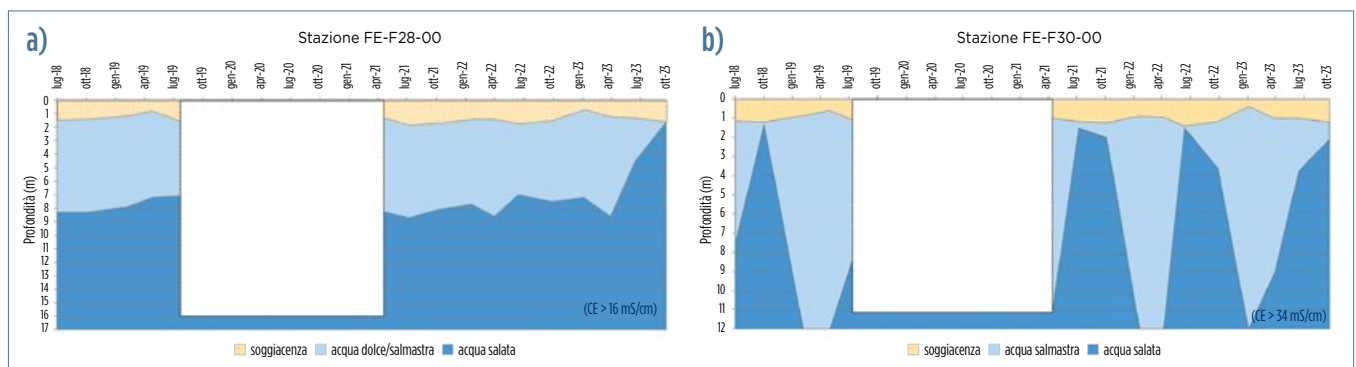 a)
Stazione FE-F28-00
lug-18 ott-18 gen-19 apr-19 lug-19 ott-19 gen-20 apr-20 lug-20 ott-20 gen-21 apr-21 lug-21 ott-21 gen-22 apr-22 lug-22 ott-22 gen-23 apr-23 lug-23 ott-23
Profondità (m)
0
1
2
3
4
5
6
7
8
9
10
11
12
13
14
15
16
17
(CE > 16 mS/cm)
soggiacenza acqua dolce/salmastra acqua salata
b)
Stazione FE-F30-00
lug-18 ott-18 gen-19 apr-19 lug-19 ott-19 gen-20 apr-20 lug-20 ott-20 gen-21 apr-21 lug-21 ott-21 gen-22 apr-22 lug-22 ott-22 gen-23 apr-23 lug-23 ott-23
Profondità (m)
0
1
2
3
4
5
6
7
8
9
10
11
12
(CE > 34 mS/cm)
soggiacenza acqua salmastra acqua salata